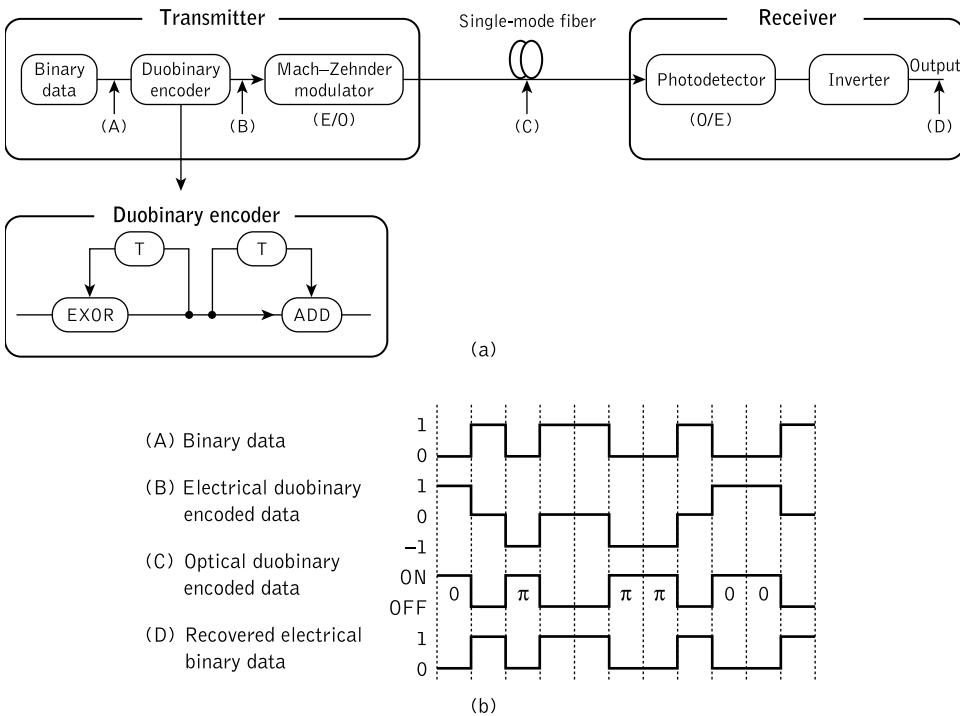 Transmitter
Single-mode fiber
Receiver
Binary
data
Duobinary
encoder
Mach–Zehnder
modulator
Photodetector
Inverter
Output
(A)
(B)
(E/O)
(C)
(O/E)
(D)
Duobinary encoder
T
T
EXOR
ADD
(a)
(A) Binary data
1
0
(B) Electrical duobinary
encoded data
1
0
−1
(C) Optical duobinary
encoded data
ON
OFF
0 π π π 0 0
(D) Recovered electrical
binary data
1
0
(b)